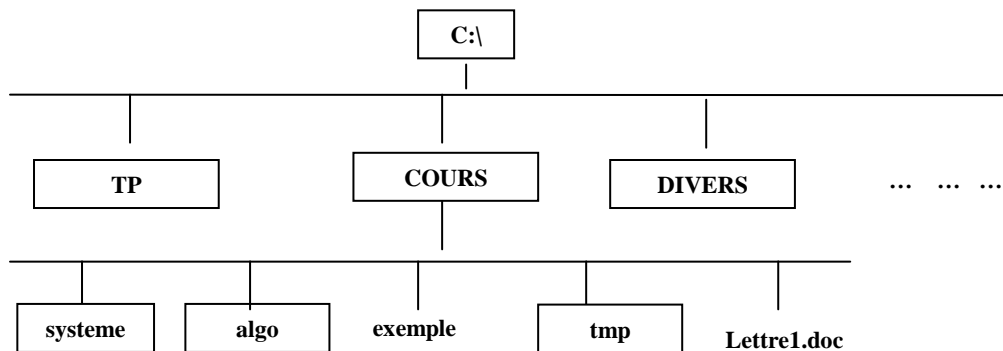 C:\
TP COURS DIVERS ... ... ...
systeme algo exemple tmp Lettre1.doc